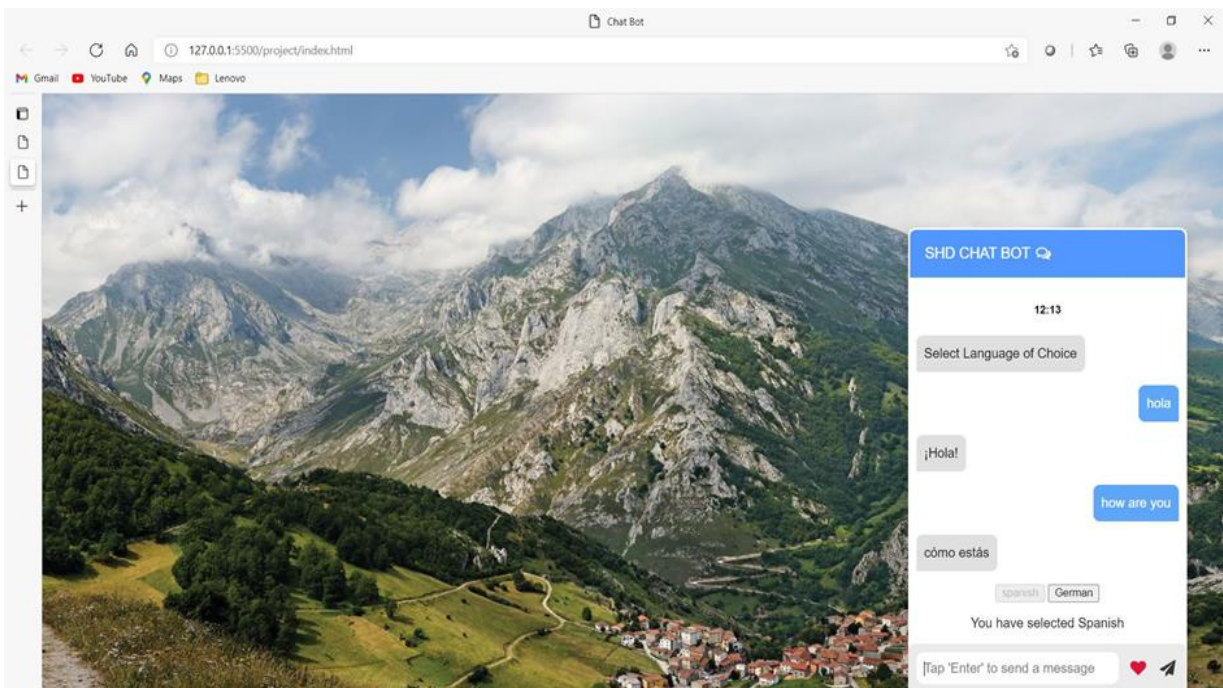 Chat Bot
127.0.0.1:5500/project/index.html
Gmail YouTube Maps Lenovo
SHD CHAT BOT
12:13
Select Language of Choice
hola
¡Hola!
how are you
cómo estás
spanish German
You have selected Spanish
Tap 'Enter' to send a message